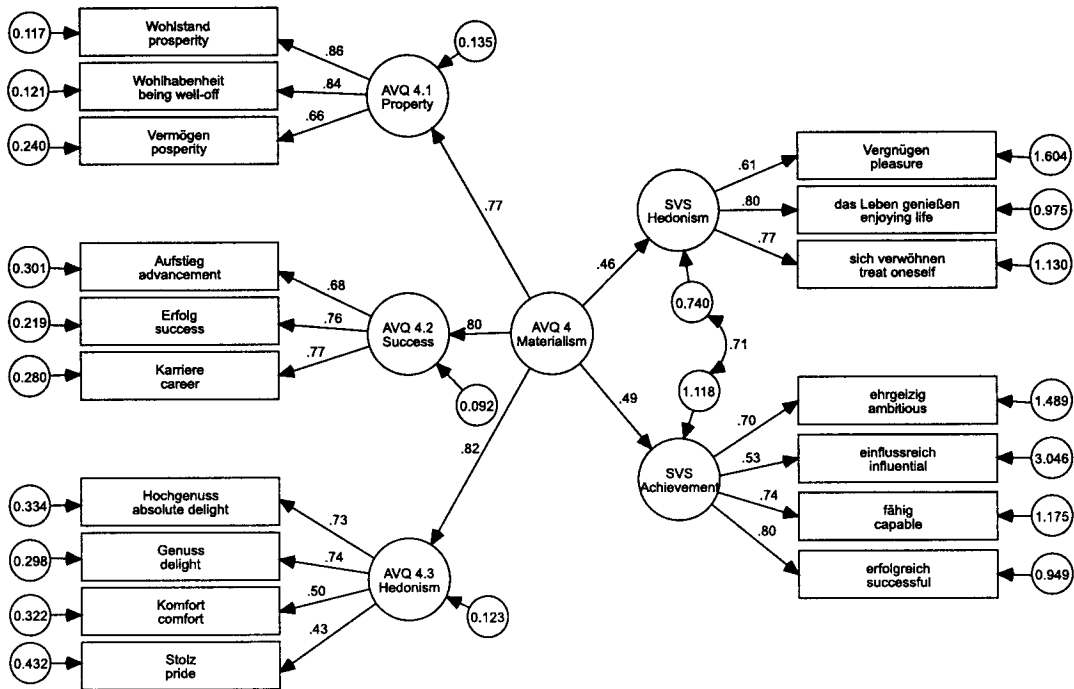 0.117
Wohlstand
prosperity
.86
0.135
0.121
Wohlhabenheit
being well-off
.84
AVQ 4.1
Property
0.240
Vermögen
posperity
.66
.77
0.301
Aufstieg
advancement
.68
0.219
Erfolg
success
.76
AVQ 4.2
Success
0.280
Karriere
career
.77
0.092
.80
AVQ 4
Materialism
.82
0.334
Hochgenuss
absolute delight
.73
0.298
Genuss
delight
.74
AVQ 4.3
Hedonism
0.322
Komfort
comfort
.50
0.123
0.432
Stolz
pride
.43
.46
SVS
Hedonism
.61
Vergnügen
pleasure
1.604
.80
das Leben genießen
enjoying life
0.975
.77
sich verwöhnen
treat oneself
1.130
0.740
.71
1.118
.49
SVS
Achievement
.70
ehrgeizig
ambitious
1.489
.53
einflussreich
influential
3.046
.74
fähig
capable
1.175
.80
erfolgreich
successful
0.949